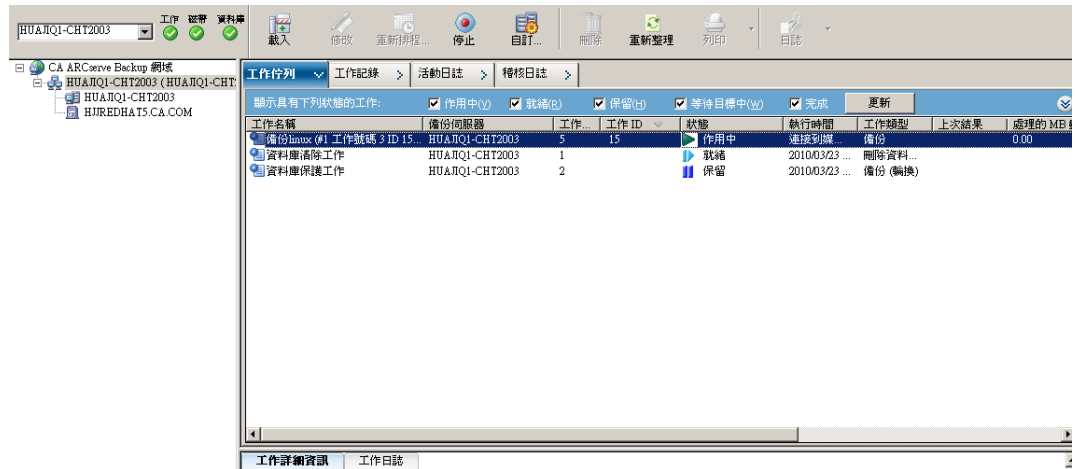 HUAJIQ1-CHT2003
工作 磁帶 資料庫
載入 修改 重新排程... 停止 自訂... 刪除 重新整理 列印 日誌
CA ARCserve Backup 網域
HUAJIQ1-CHT2003 (HUAJIQ1-CHT
HUAJIQ1-CHT2003
HJREDHAT5.CA.COM
工作佇列 工作記錄 活動日誌 稽核日誌
顯示具有下列狀態的工作: 作用中(V) 就緒(R) 保留(H) 等待目標中(W) 完成 更新
工作名稱 備份伺服器 工作... 工作 ID 狀態 執行時間 工作類型 上次結果 處理的 MB
備份linux (#1 工作號碼 3 ID 15... HUAJIQ1-CHT2003 5 15 作用中 連接到媒... 備份 0.00
資料庫清除工作 HUAJIQ1-CHT2003 1 就緒 2010/03/23 ... 刪除資料...
資料庫保護工作 HUAJIQ1-CHT2003 2 保留 2010/03/23 ... 備份 (輪換)
工作詳細資訊 工作日誌